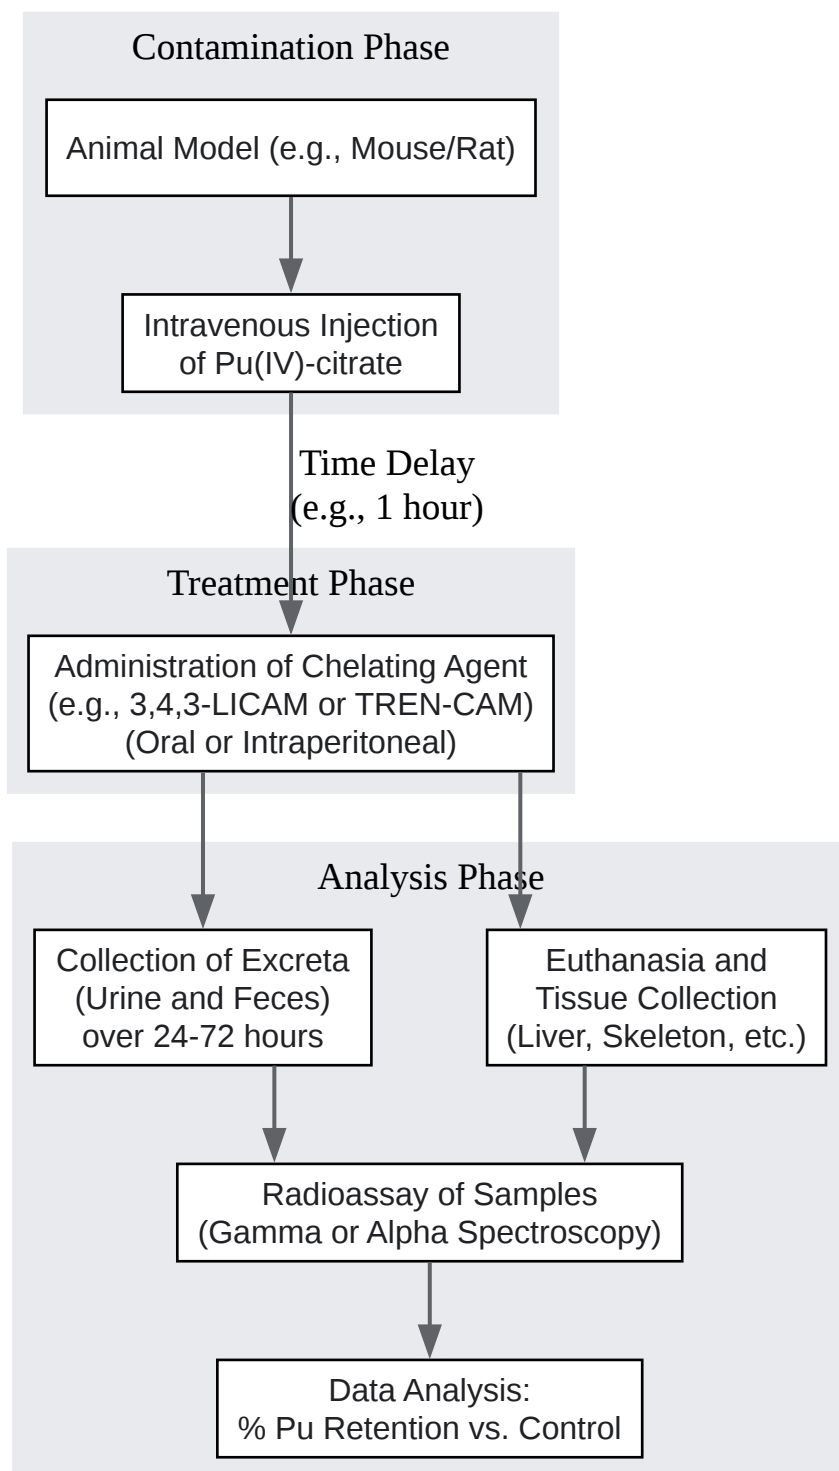 Contamination Phase
Animal Model (e.g., Mouse/Rat)
Intravenous Injection
of Pu(IV)-citrate
Time Delay
(e.g., 1 hour)
Treatment Phase
Administration of Chelating Agent
(e.g., 3,4,3-LICAM or TREN-CAM)
(Oral or Intraperitoneal)
Analysis Phase
Collection of Excreta
(Urine and Feces)
over 24-72 hours
Euthanasia and
Tissue Collection
(Liver, Skeleton, etc.)
Radioassay of Samples
(Gamma or Alpha Spectroscopy)
Data Analysis:
% Pu Retention vs. Control